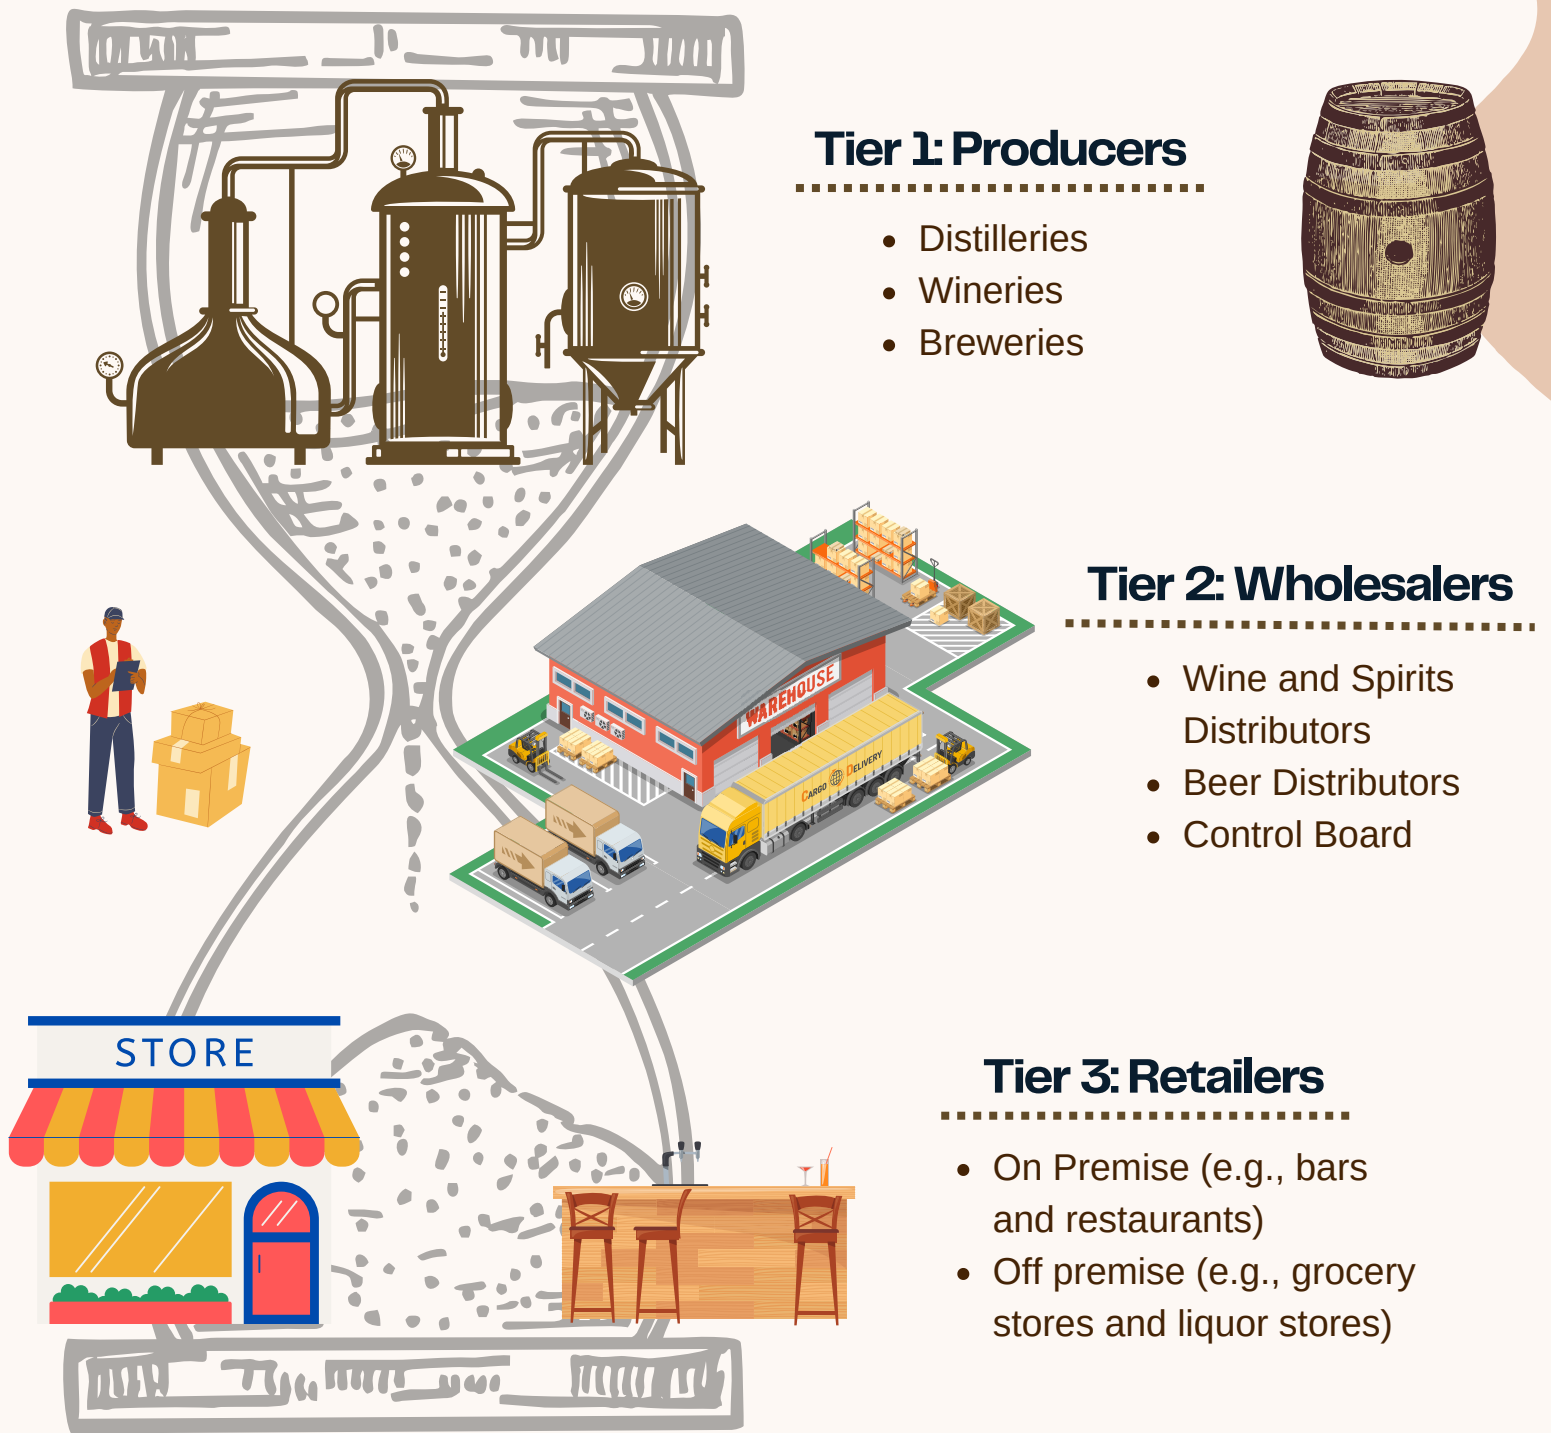 Tier 1: Producers
• Distilleries
• Wineries
• Breweries
Tier 2: Wholesalers
• Wine and Spirits
Distributors
• Beer Distributors
• Control Board
WAREHOUSE
CARGO DELIVERY
STORE
Tier 3: Retailers
• On Premise (e.g., bars
and restaurants)
• Off premise (e.g., grocery
stores and liquor stores)